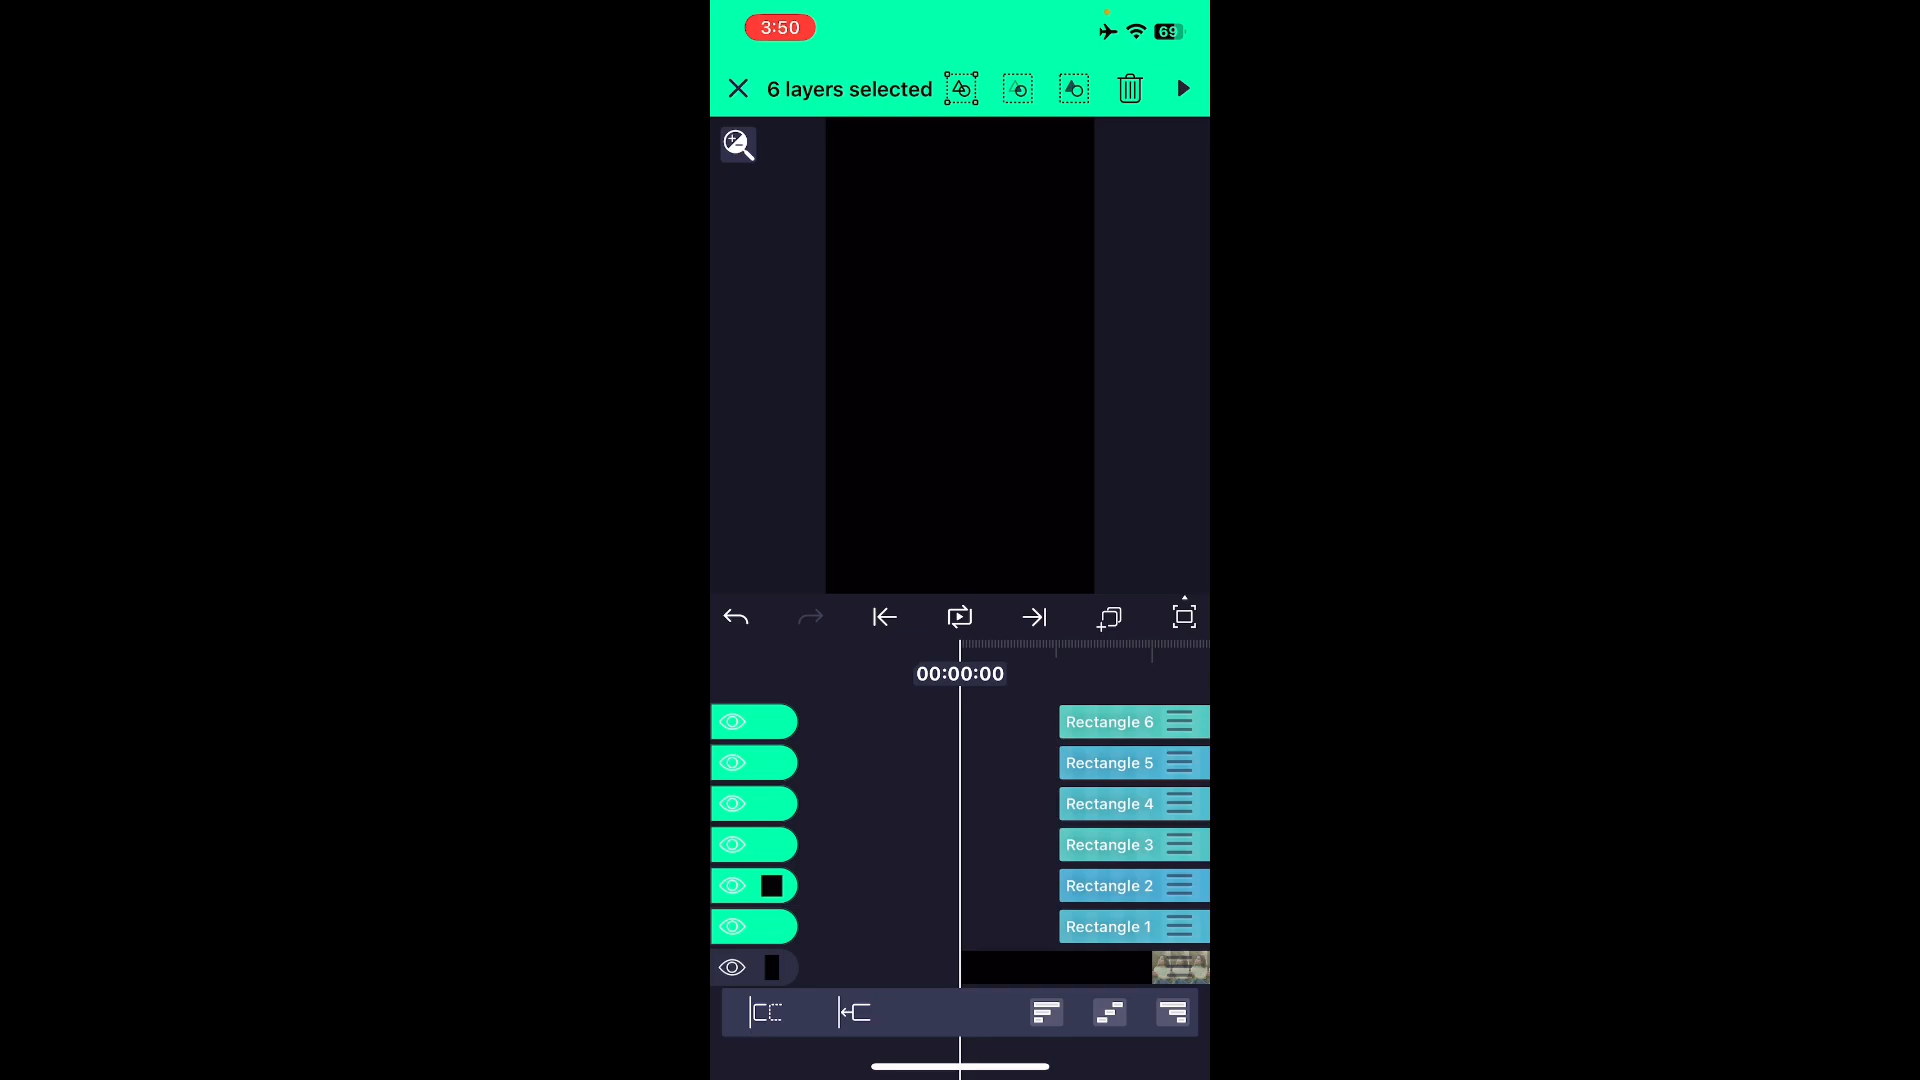 3:50
69
6 layers selected
00:00:00
Rectangle 6
Rectangle 5
Rectangle 4
Rectangle 3
Rectangle 2
Rectangle 1